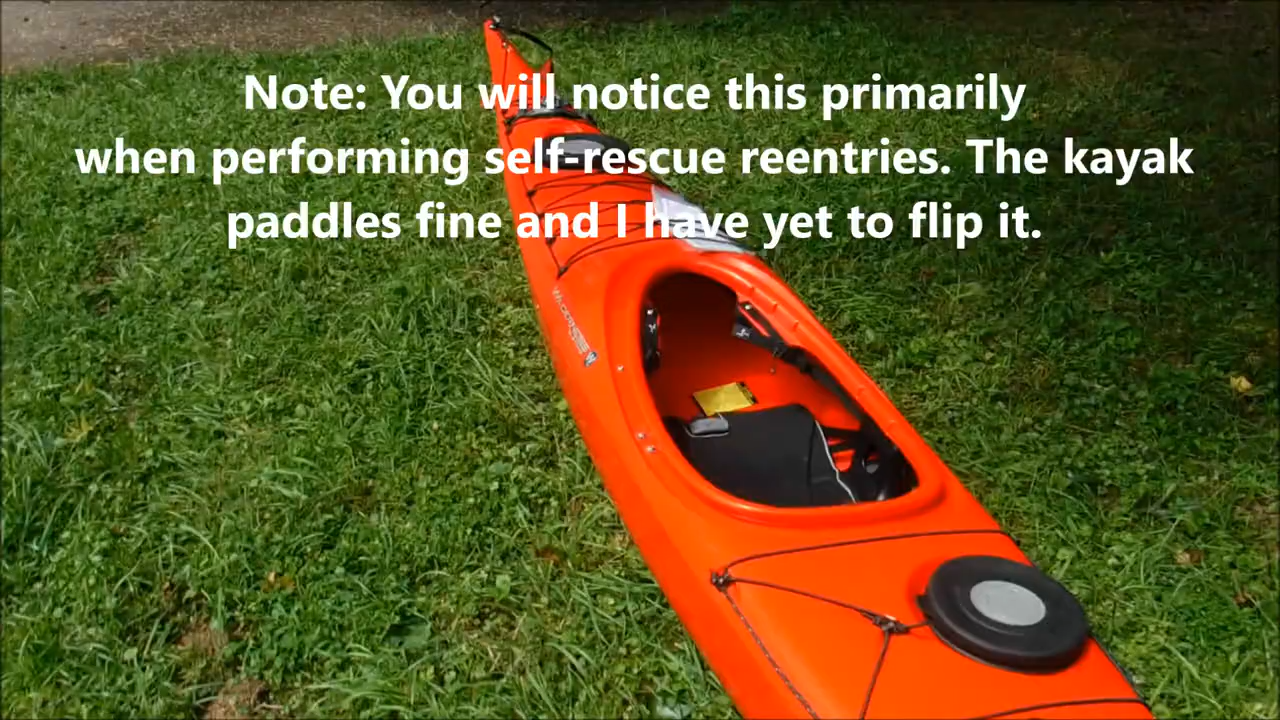 Note: You will notice this primarily
when performing self-rescue reentries. The kayak
paddles fine and I have yet to flip it.